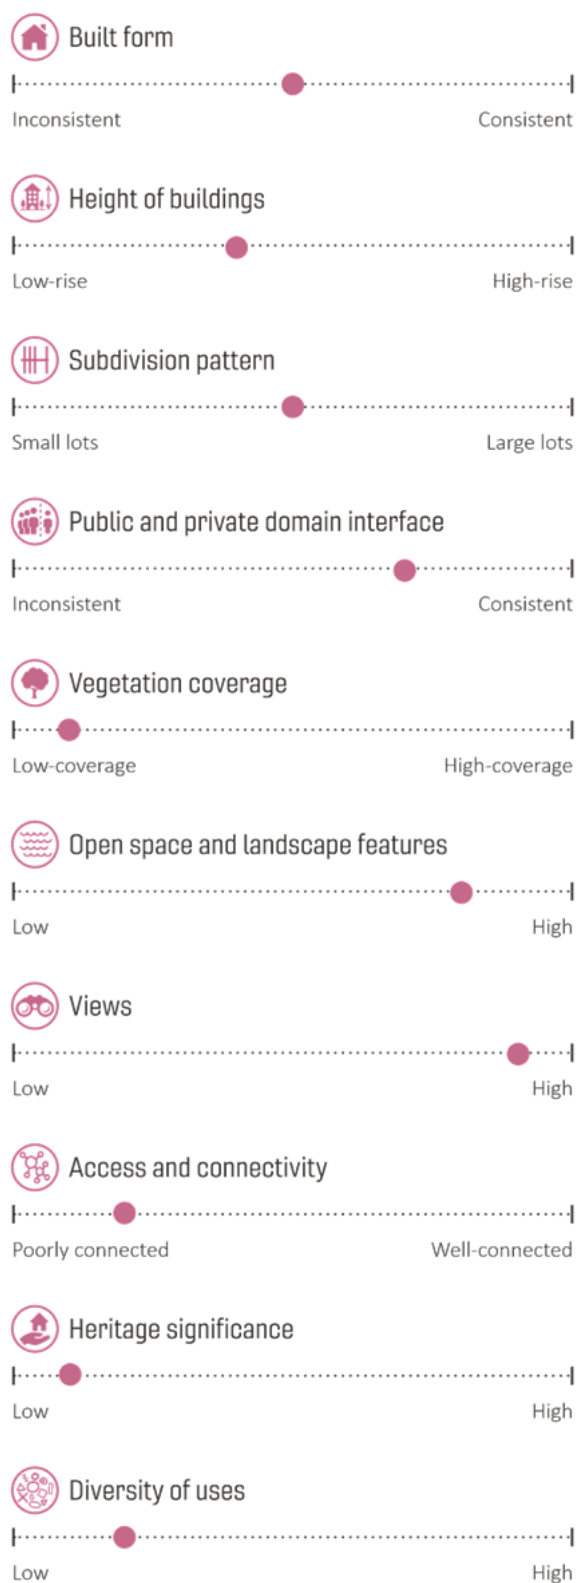 Built form
Inconsistent Consistent
Height of buildings
Low-rise High-rise
Subdivision pattern
Small lots Large lots
Public and private domain interface
Inconsistent Consistent
Vegetation coverage
Low-coverage High-coverage
Open space and landscape features
Low High
Views
Low High
Access and connectivity
Poorly connected Well-connected
Heritage significance
Low High
Diversity of uses
Low High